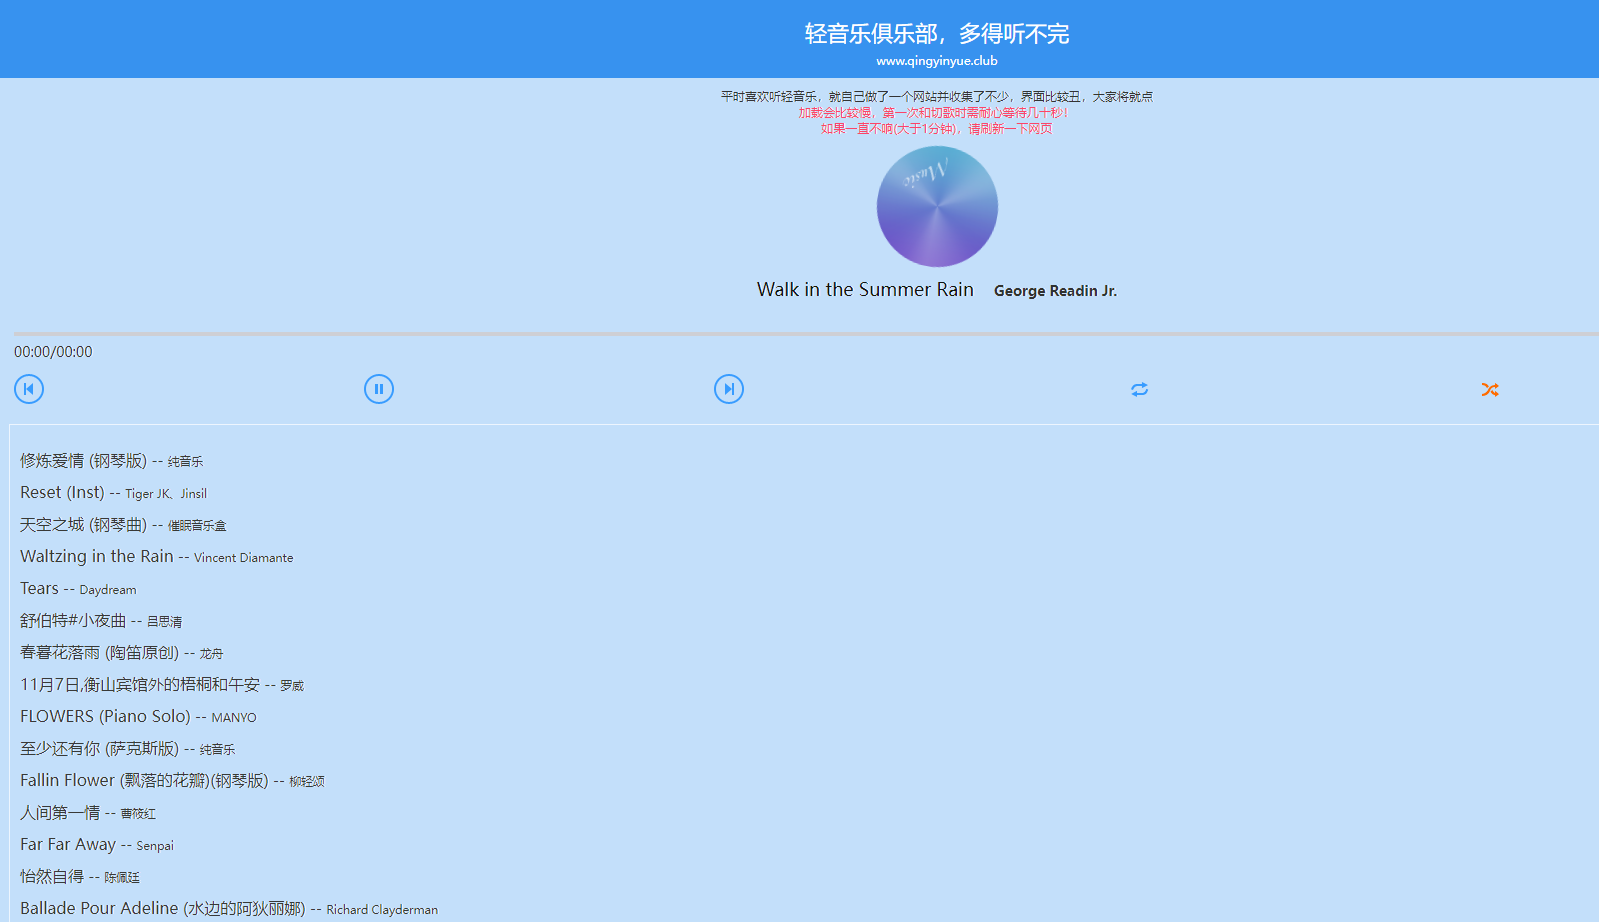 轻音乐俱乐部，多得听不完
www.qingyinyue.club
平时喜欢听轻音乐，就自己做了一个网站并收集了不少，界面比较丑，大家将就点
加载会比较慢，第一次和切歌时需耐心等待几十秒！
如果一直不响(大于1分钟)，请刷新一下网页
Music
Walk in the Summer Rain George Readin Jr.
00:00/00:00
修炼爱情 (钢琴版) -- 纯音乐
Reset (Inst) -- Tiger JK、Jinsil
天空之城 (钢琴曲) -- 催眠音乐盒
Waltzing in the Rain -- Vincent Diamante
Tears -- Daydream
舒伯特#小夜曲 -- 吕思清
春暮花落雨 (陶笛原创) -- 龙舟
11月7日,衡山宾馆外的梧桐和午安 -- 罗威
FLOWERS (Piano Solo) -- MANYO
至少还有你 (萨克斯版) -- 纯音乐
Fallin Flower (飘落的花瓣)(钢琴版) -- 柳轻颂
人间第一情 -- 曹筱红
Far Far Away -- Senpai
怡然自得 -- 陈佩廷
Ballade Pour Adeline (水边的阿狄丽娜) -- Richard Clayderman